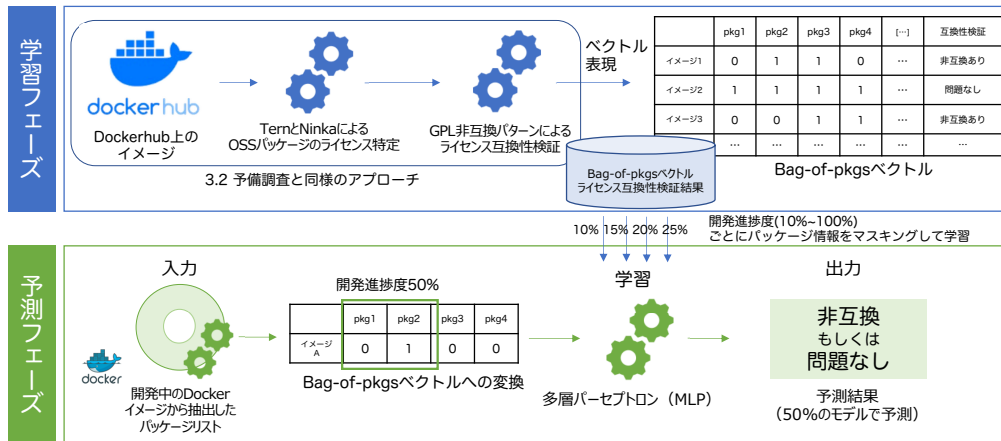 学習フェーズ
dockerhub
Dockerhub上の
イメージ
TernとNinkaによる
OSSパッケージのライセンス特定
GPL非互換パターンによる
ライセンス互換性検証
3.2 予備調査と同様のアプローチ
ベクトル
表現
pkg1 pkg2 pkg3 pkg4 […] 互換性検証
イメージ1 0 1 1 0 … 非互換あり
イメージ2 1 1 1 1 … 問題なし
イメージ3 0 0 1 1 … 非互換あり
… … … … … … …
Bag-of-pkgsベクトル
Bag-of-pkgsベクトル
ライセンス互換性検証結果
10% 15% 20% 25%
開発進捗度(10%~100%)
ごとにパッケージ情報をマスキングして学習
予測フェーズ
入力
docker
開発中のDocker
イメージから抽出した
パッケージリスト
開発進捗度50%
pkg1 pkg2 pkg3 pkg4
イメージ
A 0 1 0 0
Bag-of-pkgsベクトルへの変換
学習
多層パーセプトロン（MLP）
出力
非互換
もしくは
問題なし
予測結果
（50%のモデルで予測）